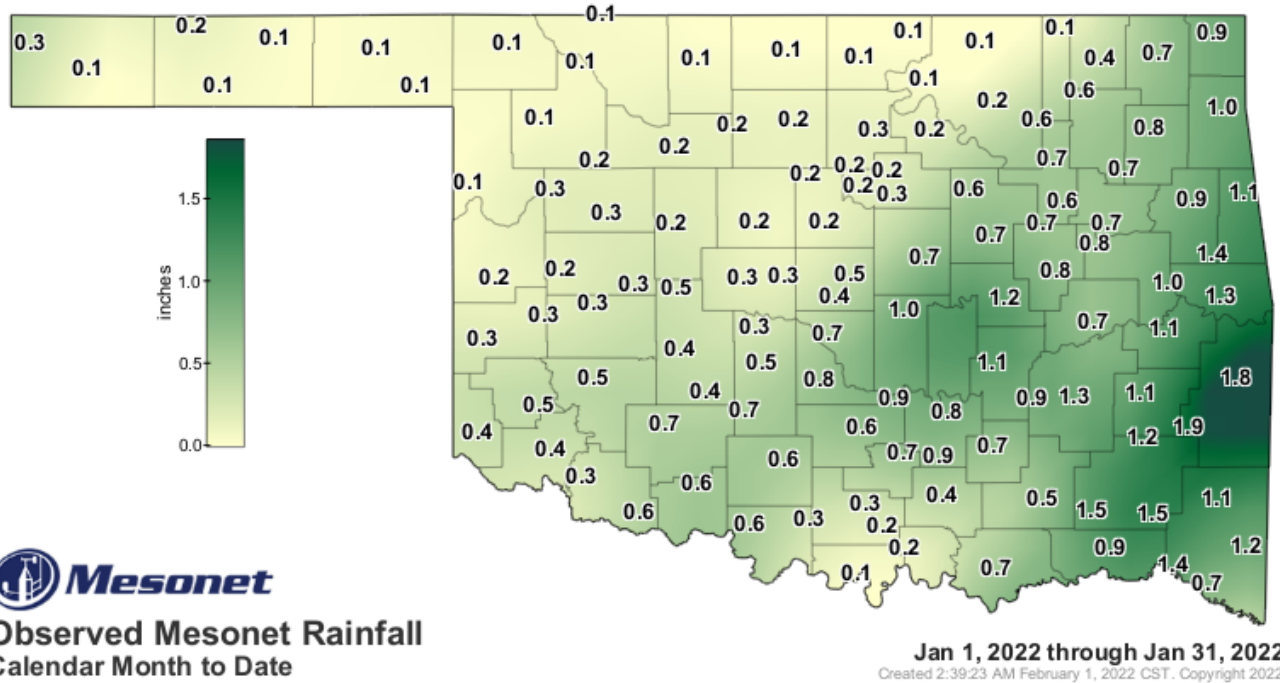 0.1
0.3 0.2 0.1 0.1 0.1 0.1 0.1 0.1 0.1 0.9
0.1 0.1 0.1 0.1 0.1 0.1 0.4 0.7
0.1 0.1 0.1 0.6
0.1 0.2 0.2 0.3 0.2 0.2 0.6 0.8 1.0
0.2 0.2 0.2 0.2 0.2 0.7 0.7
0.1 0.3 0.2 0.3 0.6 0.6 0.9 1.1
0.3 0.2 0.2 0.2 0.7 0.7 0.7
0.7 0.8 1.4
0.2 0.2 0.3 0.5 0.3 0.3 0.5 0.8 1.0
0.3 0.3 0.4 1.0 1.2 0.7 1.3
0.3 0.4 0.3 0.7 1.1
0.5 0.5 0.8 1.1 1.8
0.5 0.4 0.7 0.9 0.8 0.9 1.3 1.1
0.4 0.7 0.6 1.2 1.9
0.4 0.6 0.7 0.9 0.7
0.3 0.6 0.3 0.4 0.5 1.1
0.6 0.6 0.3 0.2 1.5 1.5
0.2 0.9 1.2
0.1 0.7 1.4 0.7
inches
1.5
1.0
0.5
0.0
Mesonet
Observed Mesonet Rainfall
Calendar Month to Date
Jan 1, 2022 through Jan 31, 2022
Created 2:39:23 AM February 1, 2022 CST. Copyright 2022